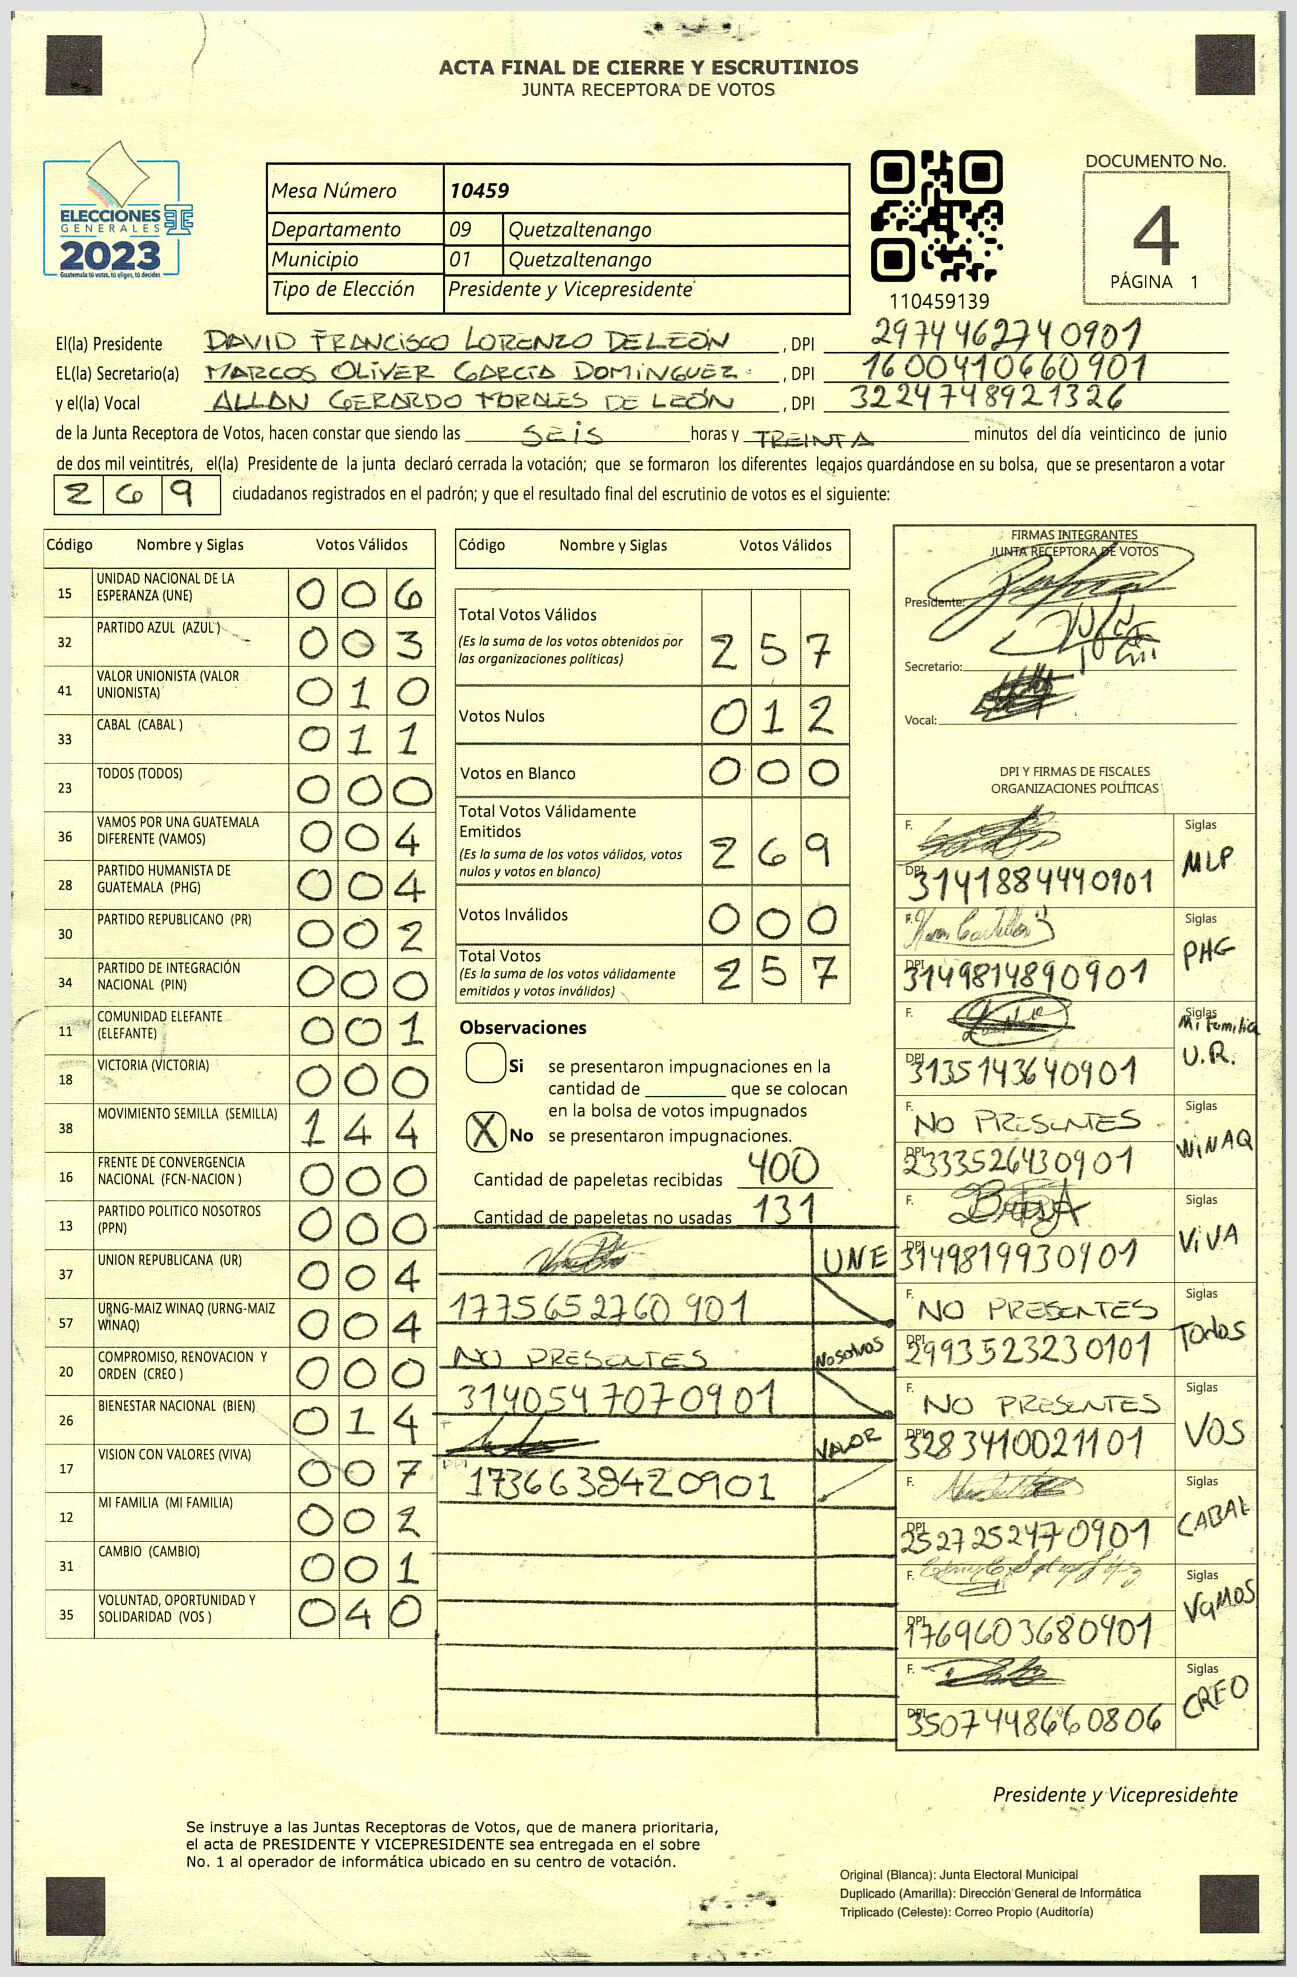 ACTA FINAL DE CIERRE Y ESCRUTINIOS
JUNTA RECEPTORA DE VOTOS
ELECCIONES
GENERALES
2023
Guatemala tú votas, tú eliges, tú decides
Mesa Número 10459
Departamento 09 Quetzaltenango
Municipio 01 Quetzaltenango
Tipo de Elección Presidente y Vicepresidente
110459139
DOCUMENTO No.
4
PÁGINA 1
El(la) Presidente DAVID FRANCISCO LORENZO DELEÓN , DPI 2974462740901
EL(la) Secretario(a) MARCOS OLIVER GARCIA DOMINGUEZ , DPI 1600410660901
y el(la) Vocal ALLAN GERARDO MORALES DE LEÓN , DPI 3224748921326
de la Junta Receptora de Votos, hacen constar que siendo las SEIS horas y TREINTA minutos del día veinticinco de junio
de dos mil veintitrés, el(la) Presidente de la junta declaró cerrada la votación; que se formaron los diferentes legajos guardándose en su bolsa, que se presentaron a votar
269 ciudadanos registrados en el padrón; y que el resultado final del escrutinio de votos es el siguiente:
Código Nombre y Siglas Votos Válidos
15 UNIDAD NACIONAL DE LA ESPERANZA (UNE) 006
32 PARTIDO AZUL (AZUL) 003
41 VALOR UNIONISTA (VALOR UNIONISTA) 010
33 CABAL (CABAL ) 011
23 TODOS (TODOS) 000
36 VAMOS POR UNA GUATEMALA DIFERENTE (VAMOS) 004
28 PARTIDO HUMANISTA DE GUATEMALA (PHG) 004
30 PARTIDO REPUBLICANO (PR) 002
34 PARTIDO DE INTEGRACIÓN NACIONAL (PIN) 000
11 COMUNIDAD ELEFANTE (ELEFANTE) 001
18 VICTORIA (VICTORIA) 000
38 MOVIMIENTO SEMILLA (SEMILLA) 144
16 FRENTE DE CONVERGENCIA NACIONAL (FCN-NACION ) 000
13 PARTIDO POLITICO NOSOTROS (PPN) 000
37 UNION REPUBLICANA (UR) 004
57 URNG-MAIZ WINAQ (URNG-MAIZ WINAQ) 004
20 COMPROMISO, RENOVACION Y ORDEN (CREO ) 000
26 BIENESTAR NACIONAL (BIEN) 014
17 VISION CON VALORES (VIVA) 007
12 MI FAMILIA (MI FAMILIA) 002
31 CAMBIO (CAMBIO) 001
35 VOLUNTAD, OPORTUNIDAD Y SOLIDARIDAD (VOS ) 040
Código Nombre y Siglas Votos Válidos
Total Votos Válidos 257
(Es la suma de los votos obtenidos por
las organizaciones políticas)
Votos Nulos 012
Votos en Blanco 000
Total Votos Válidamente
Emitidos 269
(Es la suma de los votos válidos, votos
nulos y votos en blanco)
Votos Inválidos 000
Total Votos 257
(Es la suma de los votos válidamente
emitidos y votos inválidos)
Observaciones
Si se presentaron impugnaciones en la
cantidad de ________ que se colocan
en la bolsa de votos impugnados
X No se presentaron impugnaciones.
Cantidad de papeletas recibidas 400
Cantidad de papeletas no usadas 131
UNE
1775652760901
NO PRESENTES NOSOTROS
3140547070901
F
VALOR
DPI 1736638420901
FIRMAS INTEGRANTES
JUNTA RECEPTORA DE VOTOS
Presidente:
Secretario:
Vocal:
DPI Y FIRMAS DE FISCALES
ORGANIZACIONES POLÍTICAS
F. Siglas
DPI 3141884440901 MLP
F. Siglas
DPI 3149814890901 PHG
F. Siglas
Mi familia
DPI 3135143640901 U.R.
F. NO PRESENTES Siglas
DPI 2333526430901 WINAQ
F. Siglas
DPI 3149819930901 VIVA
F. NO PRESENTES Siglas
DPI 2993523230101 Todos
F. NO PRESENTES Siglas
DPI 3283410021101 VOS
F. Siglas
DPI 2527252470901 CABAL
F. Siglas
DPI 1769603680901 VAMOS
F. Siglas
DPI 3507448660806 CREO
Presidente y Vicepresidente
Se instruye a las Juntas Receptoras de Votos, que de manera prioritaria,
el acta de PRESIDENTE Y VICEPRESIDENTE sea entregada en el sobre
No. 1 al operador de informática ubicado en su centro de votación.
Original (Blanca): Junta Electoral Municipal
Duplicado (Amarilla): Dirección General de Informática
Triplicado (Celeste): Correo Propio (Auditoría)